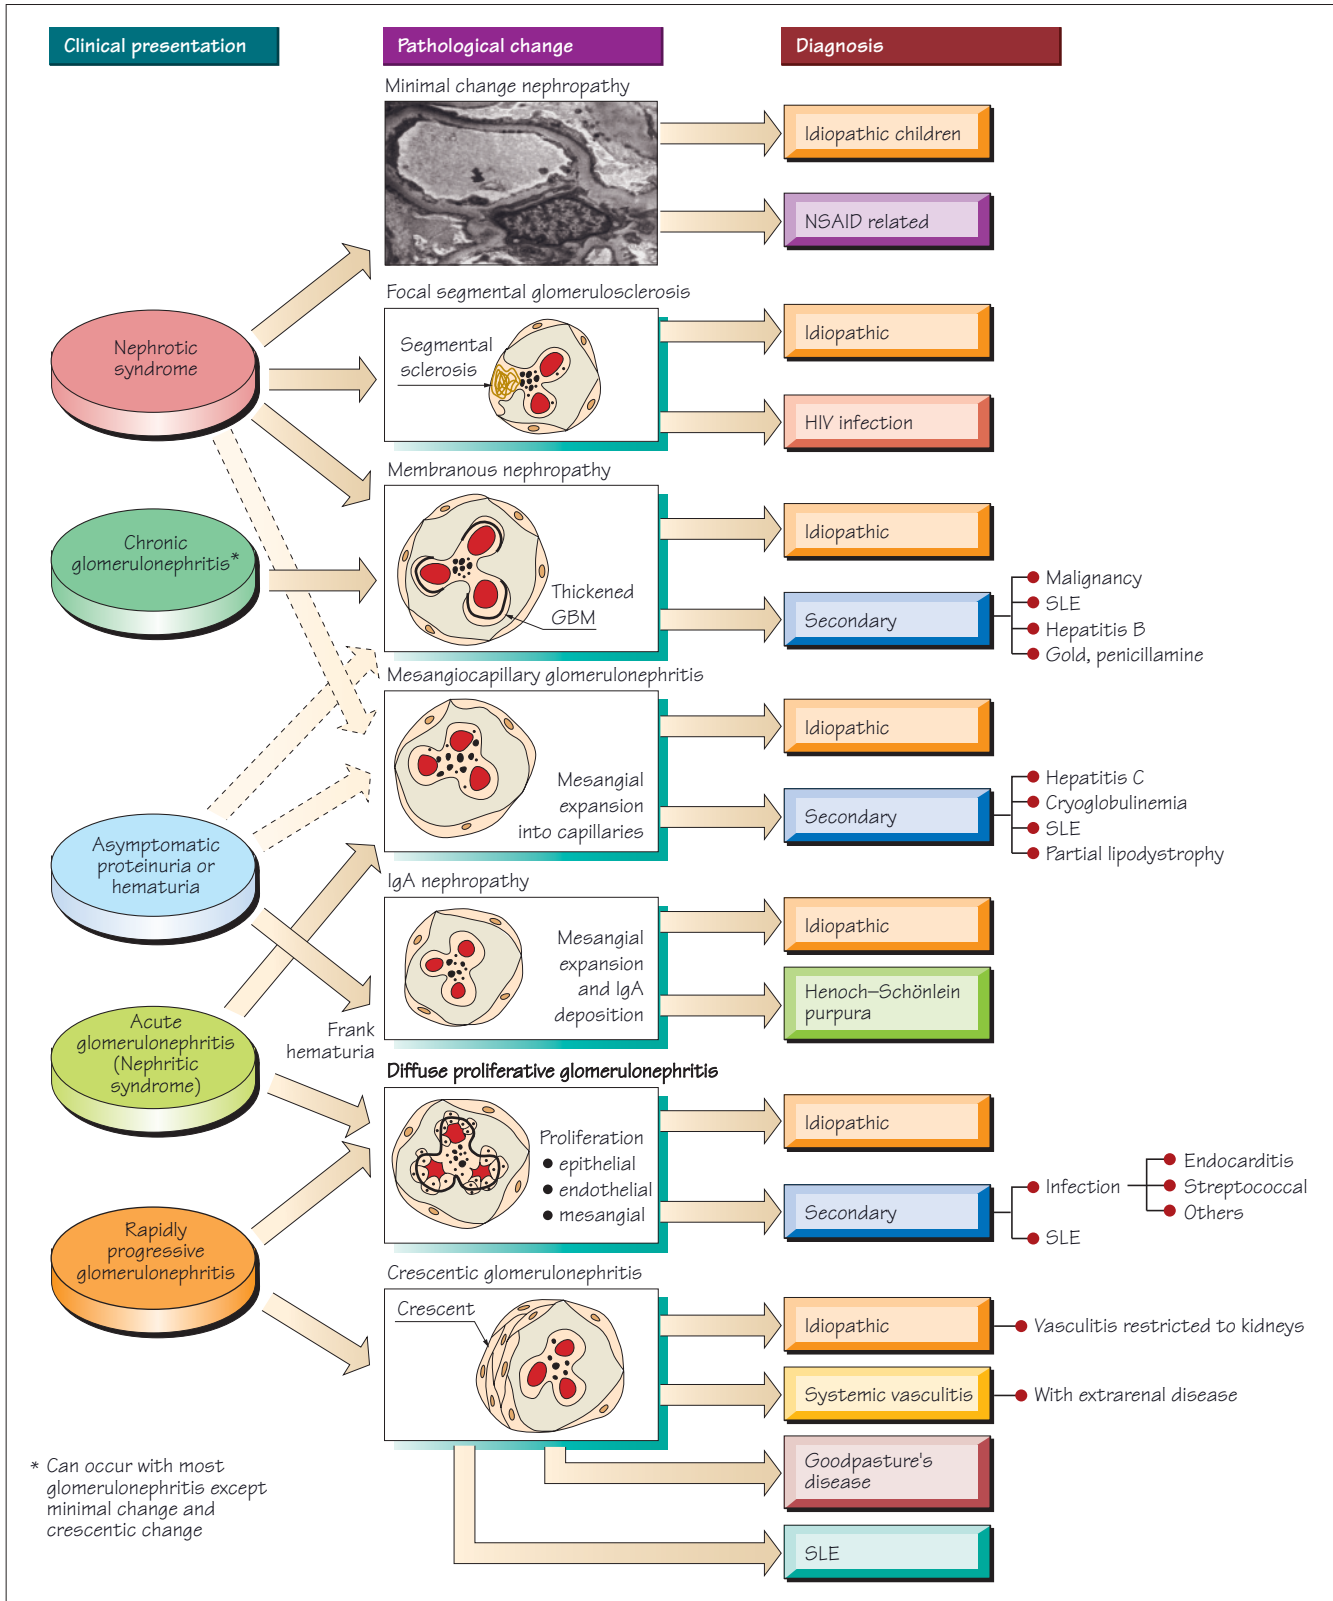 Clinical presentation
Pathological change
Diagnosis
Minimal change nephropathy
Idiopathic children
NSAID related
Focal segmental glomerulosclerosis
Segmental
sclerosis
Idiopathic
HIV infection
Nephrotic
syndrome
Membranous nephropathy
Thickened
GBM
Idiopathic
Secondary
Malignancy
SLE
Hepatitis B
Gold, penicillamine
Chronic
glomerulonephritis*
Mesangiocapillary glomerulonephritis
Mesangial
expansion
into capillaries
Idiopathic
Secondary
Hepatitis C
Cryoglobulinemia
SLE
Partial lipodystrophy
Asymptomatic
proteinuria or
hematuria
IgA nephropathy
Mesangial
expansion
and IgA
deposition
Idiopathic
Henoch–Schönlein
purpura
Acute
glomerulonephritis
(Nephritic
syndrome)
Frank
hematuria
Diffuse proliferative glomerulonephritis
Proliferation
• epithelial
• endothelial
• mesangial
Idiopathic
Secondary
Infection
Endocarditis
Streptococcal
Others
SLE
Rapidly
progressive
glomerulonephritis
Crescentic glomerulonephritis
Crescent
Idiopathic
Vasculitis restricted to kidneys
Systemic vasculitis
With extrarenal disease
Goodpasture's
disease
SLE
* Can occur with most
glomerulonephritis except
minimal change and
crescentic change